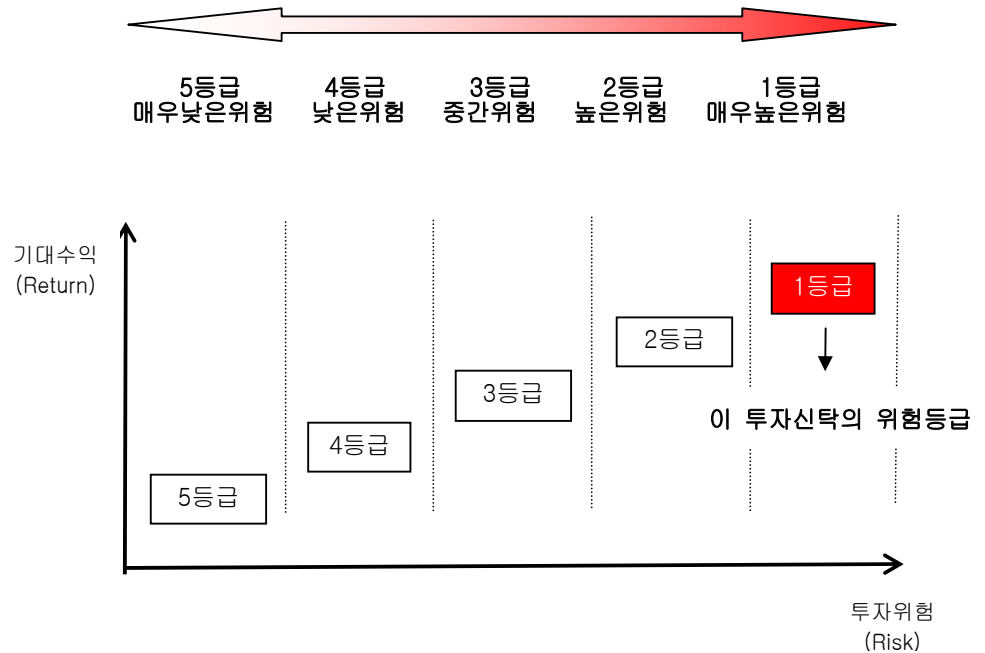 5등급 4등급 3등급 2등급 1등급
매우낮은위험 낮은위험 중간위험 높은위험 매우높은위험
기대수익
(Return)
1등급
2등급
3등급
이 투자신탁의 위험등급
4등급
5등급
투자위험
(Risk)